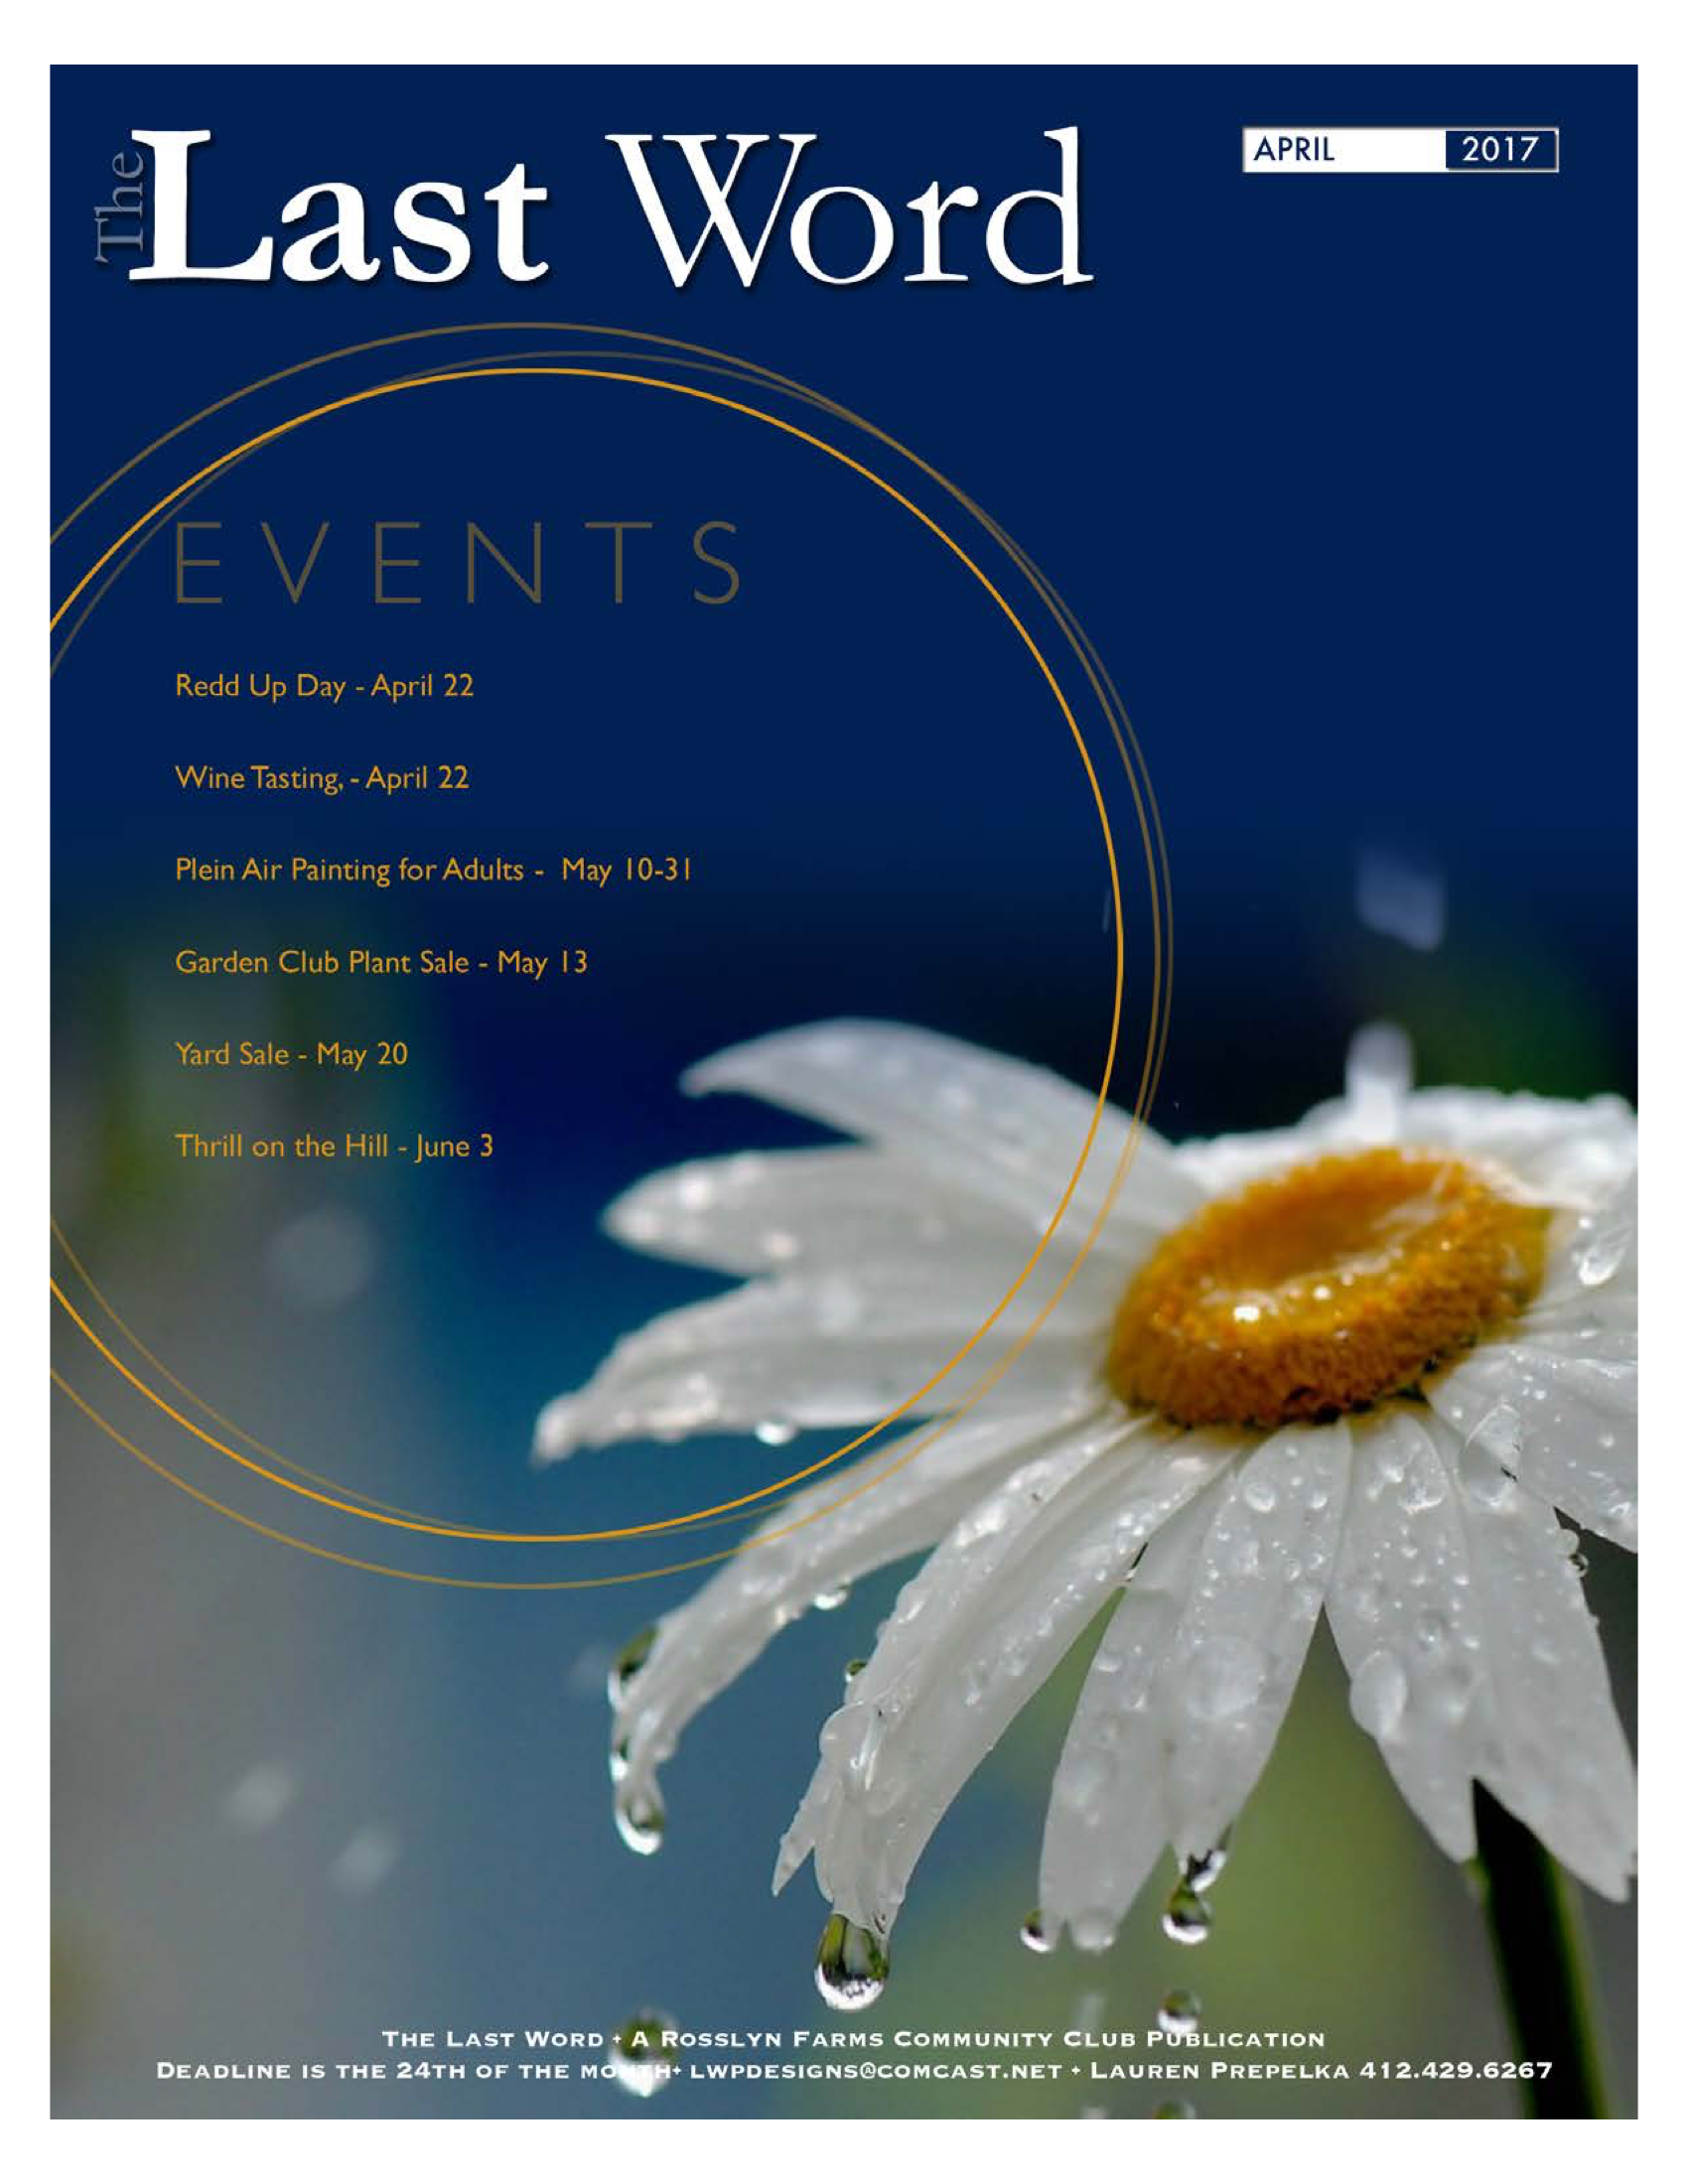 The Last Word
APRIL 2017
EVENTS
Redd Up Day - April 22
Wine Tasting, - April 22
Plein Air Painting for Adults - May 10-31
Garden Club Plant Sale - May 13
Yard Sale - May 20
Thrill on the Hill - June 3
THE LAST WORD + A ROSSLYN FARMS COMMUNITY CLUB PUBLICATION
DEADLINE IS THE 24TH OF THE MONTH+ LWPDESIGNS@COMCAST.NET + LAUREN PREPELKA 412.429.6267